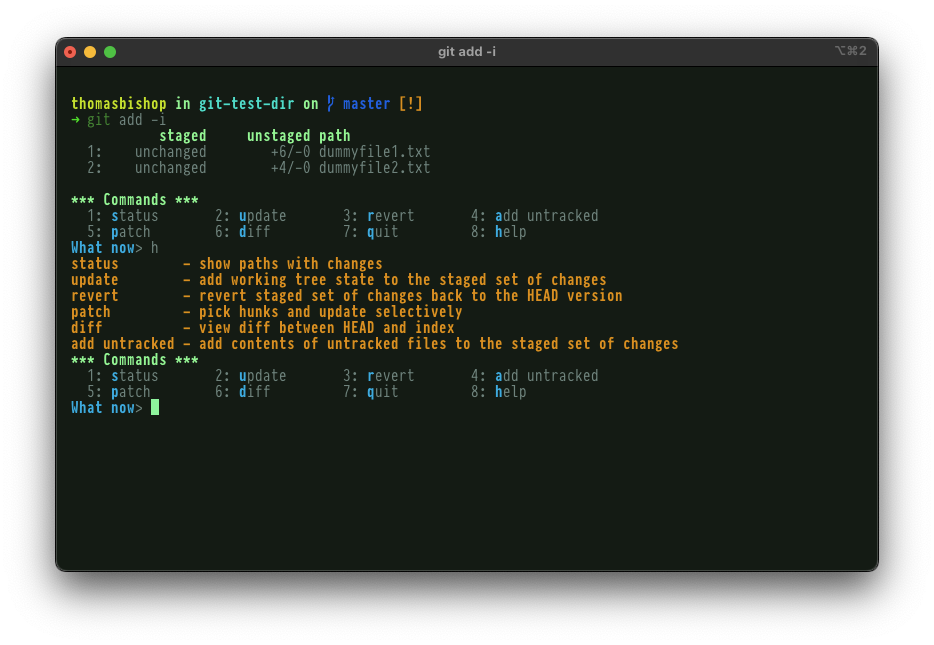 git add -i
⌥⌘2
thomasbishop in git-test-dir on master [!]
➜ git add -i
           staged     unstaged path
  1:    unchanged        +6/-0 dummyfile1.txt
  2:    unchanged        +4/-0 dummyfile2.txt
*** Commands ***
  1: status       2: update       3: revert       4: add untracked
  5: patch        6: diff         7: quit         8: help
What now> h
status        - show paths with changes
update        - add working tree state to the staged set of changes
revert        - revert staged set of changes back to the HEAD version
patch         - pick hunks and update selectively
diff          - view diff between HEAD and index
add untracked - add contents of untracked files to the staged set of changes
*** Commands ***
  1: status       2: update       3: revert       4: add untracked
  5: patch        6: diff         7: quit         8: help
What now>